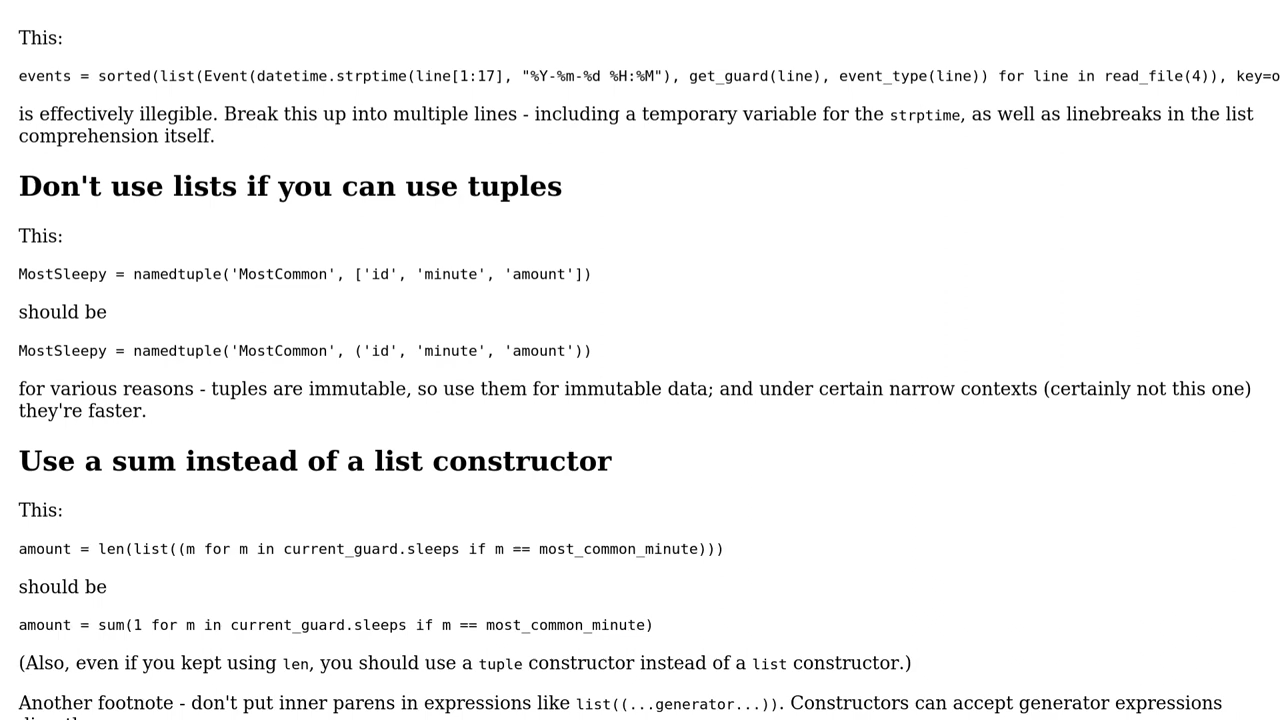 This:
events = sorted(list(Event(datetime.strptime(line[1:17], "%Y-%m-%d %H:%M"), get_guard(line), event_type(line)) for line in read_file(4)), key=o
is effectively illegible. Break this up into multiple lines - including a temporary variable for the strptime, as well as linebreaks in the list
comprehension itself.
Don't use lists if you can use tuples
This:
MostSleepy = namedtuple('MostCommon', ['id', 'minute', 'amount'])
should be
MostSleepy = namedtuple('MostCommon', ('id', 'minute', 'amount'))
for various reasons - tuples are immutable, so use them for immutable data; and under certain narrow contexts (certainly not this one)
they're faster.
Use a sum instead of a list constructor
This:
amount = len(list((m for m in current_guard.sleeps if m == most_common_minute)))
should be
amount = sum(1 for m in current_guard.sleeps if m == most_common_minute)
(Also, even if you kept using len, you should use a tuple constructor instead of a list constructor.)
Another footnote - don't put inner parens in expressions like list((...generator...)). Constructors can accept generator expressions